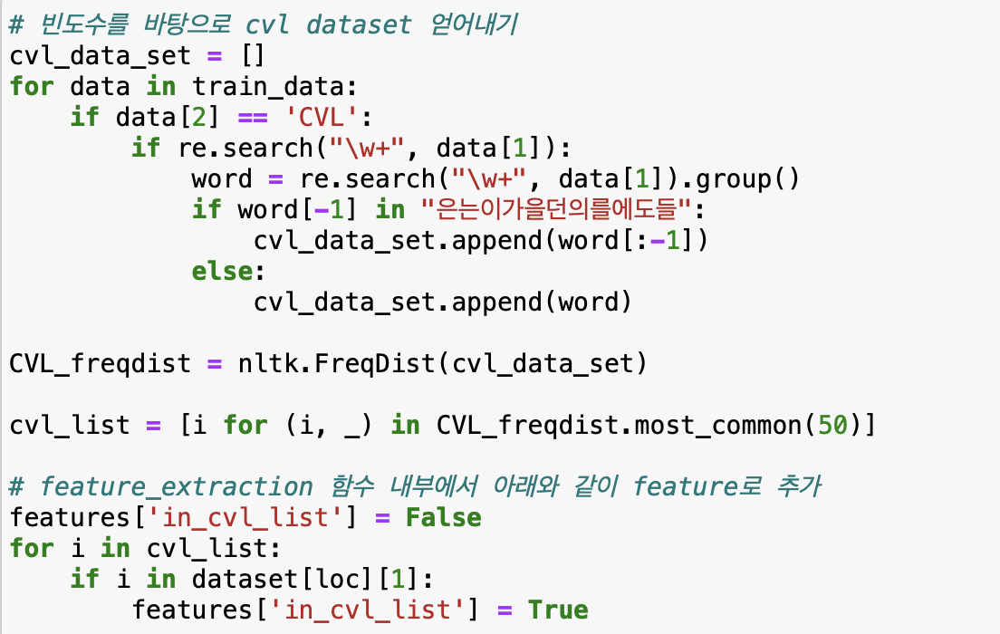 # 빈도수를 바탕으로 cvl dataset 얻어내기
cvl_data_set = []
for data in train_data:
    if data[2] == 'CVL':
        if re.search("\w+", data[1]):
            word = re.search("\w+", data[1]).group()
            if word[-1] in "은는이가을던의를에도들":
                cvl_data_set.append(word[:-1])
            else:
                cvl_data_set.append(word)

CVL_freqdist = nltk.FreqDist(cvl_data_set)

cvl_list = [i for (i, _) in CVL_freqdist.most_common(50)]

# feature_extraction 함수 내부에서 아래와 같이 feature로 추가
features['in_cvl_list'] = False
for i in cvl_list:
    if i in dataset[loc][1]:
        features['in_cvl_list'] = True